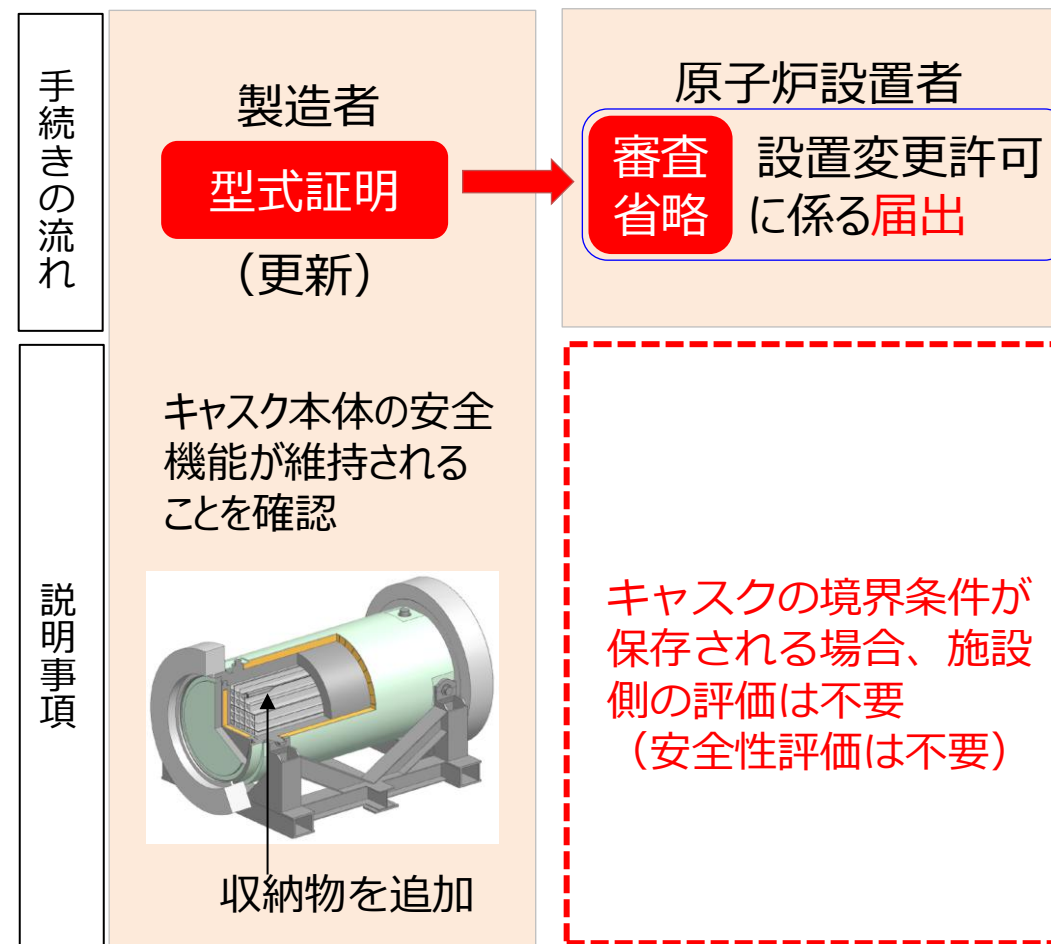 手続きの流れ
製造者
型式証明
（更新）
原子炉設置者
審査
省略
設置変更許可
に係る届出
説明事項
キャスク本体の安全
機能が維持される
ことを確認
収納物を追加
キャスクの境界条件が
保存される場合、施設
側の評価は不要
（安全性評価は不要）